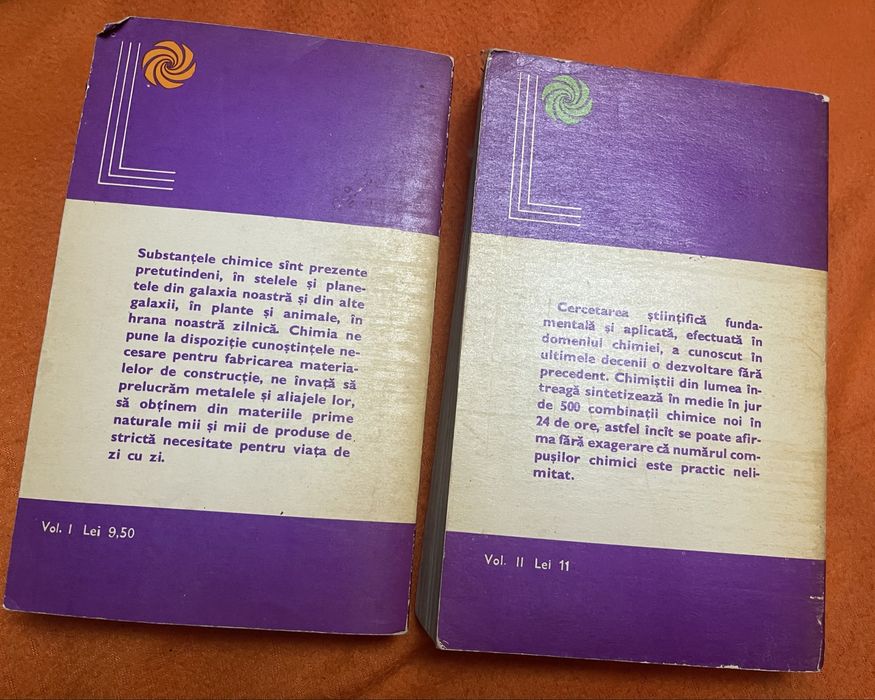 Substanțele chimice sînt prezente
pretutindeni, în stelele și plane-
tele din galaxia noastră și din alte
galaxii, în plante și animale, în
hrana noastră zilnică. Chimia ne
pune la dispoziție cunoștințele ne-
cesare pentru fabricarea materia-
lelor de construcție, ne învață să
prelucrăm metalele și aliajele lor,
să obținem din materiile prime
naturale mii și mii de produse de
strictă necesitate pentru viața de
zi cu zi.
Vol. I Lei 9,50
Cercetarea științifică funda-
mentală și aplicată, efectuată în
domeniul chimiei, a cunoscut în
ultimele decenii o dezvoltare fără
precedent. Chimiștii din lumea în-
treagă sintetizează în medie în jur
de 500 combinații chimice noi în
24 de ore, astfel încît se poate afir-
ma fără exagerare că numărul com-
pușilor chimici este practic neli-
mitat.
Vol. II Lei 11